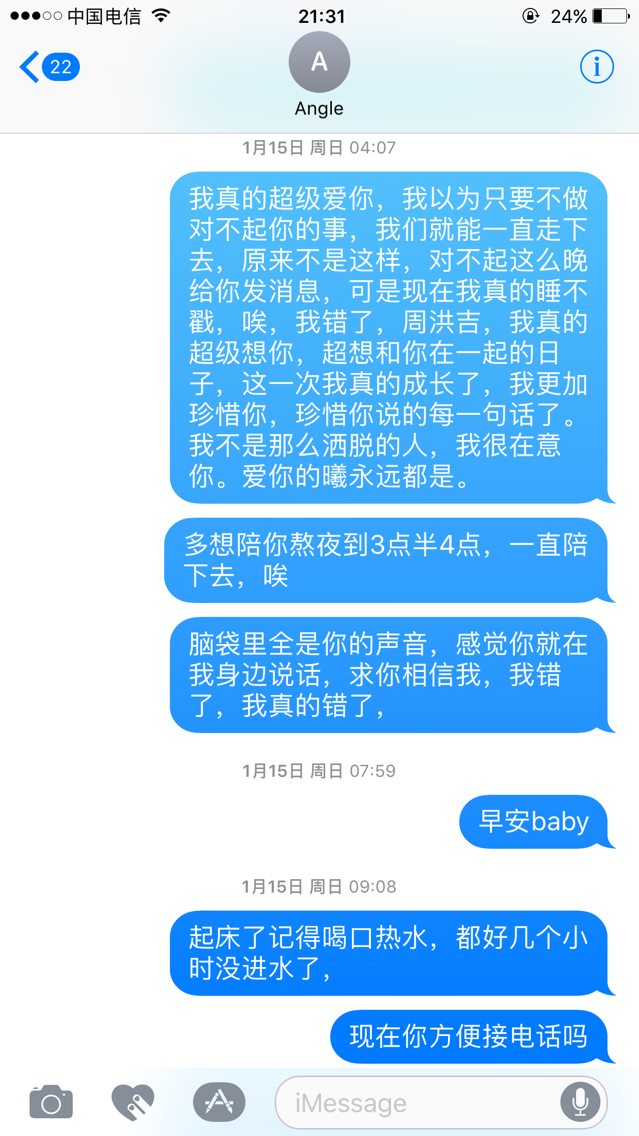 中国电信 21:31 24%
22
A
Angle
1月15日 周日 04:07
我真的超级爱你，我以为只要不做
对不起你的事，我们就能一直走下
去，原来不是这样，对不起这么晚
给你发消息，可是现在我真的睡不
戳，唉，我错了，周洪吉，我真的
超级想你，超想和你在一起的日
子，这一次我真的成长了，我更加
珍惜你，珍惜你说的每一句话了。
我不是那么洒脱的人，我很在意
你。爱你的曦永远都是。
多想陪你熬夜到3点半4点，一直陪
下去，唉
脑袋里全是你的声音，感觉你就在
我身边说话，求你相信我，我错
了，我真的错了，
1月15日 周日 07:59
早安baby
1月15日 周日 09:08
起床了记得喝口热水，都好几个小
时没进水了，
现在你方便接电话吗
iMessage